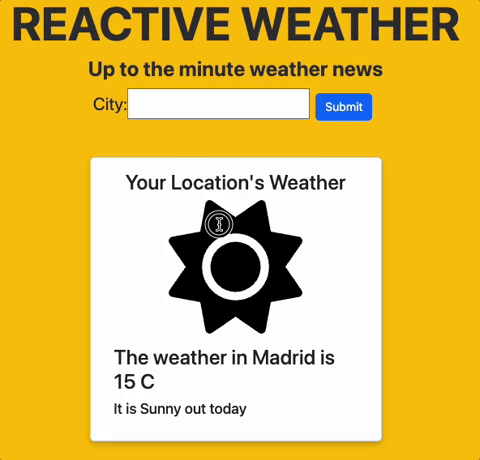 REACTIVE WEATHER
Up to the minute weather news
City:
Submit
Your Location's Weather
The weather in Madrid is
15 C
It is Sunny out today